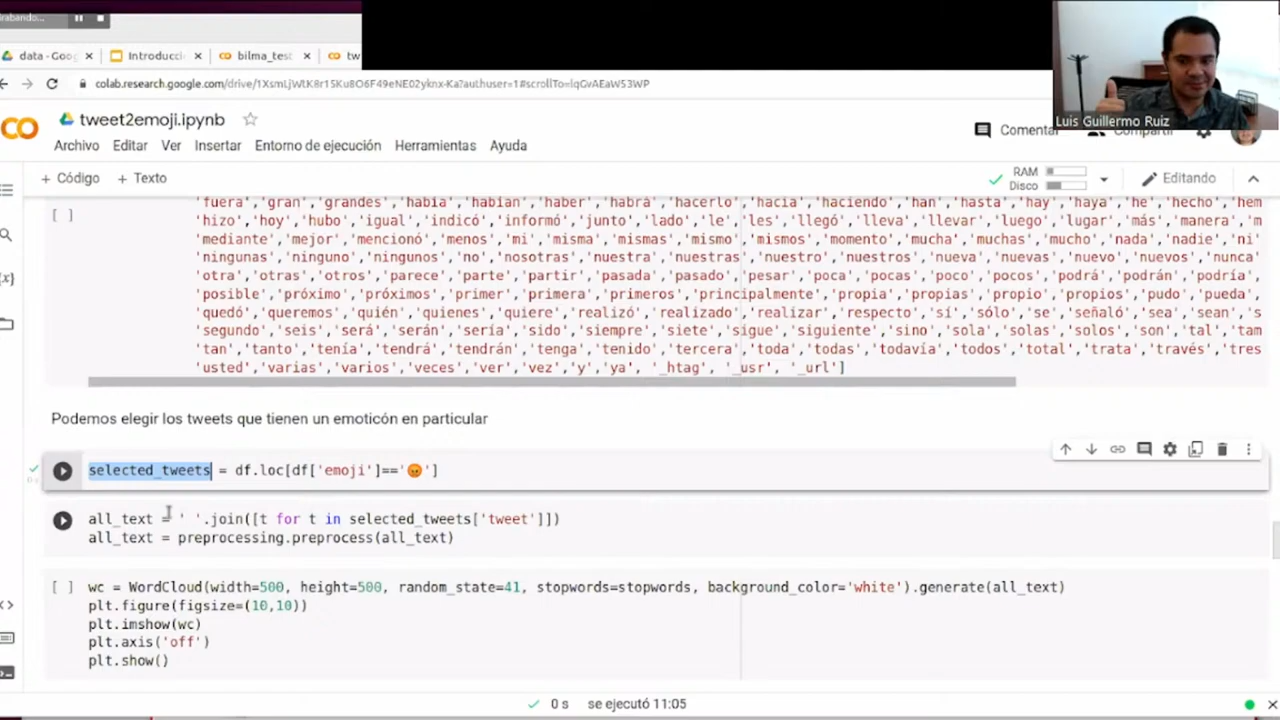 rabando...
data - Goo
Introducci
bilma_test
tw
colab.research.google.com/drive/1XsmLjWtK8r15Ku8O6F49eNE02yknx-Ka?authuser=1#scrollTo=lqGvAEaW53WP
Luis Guillermo Ruiz
tweet2emoji.ipynb
Comentar
Compartir
Archivo Editar Ver Insertar Entorno de ejecución Herramientas Ayuda
+ Código + Texto
RAM
Disco
Editando
'fuera','gran','grandes','había','habían','haber','habrá','hacerlo','hacia','haciendo','han','hasta','hay','haya','he','hecho','hem
[ ]
'hizo','hoy','hubo','igual','indicó','informó','junto','lado','le','les','llegó','lleva','llevar','luego','lugar','más','manera','m
'mediante','mejor','mencionó','menos','mi','misma','mismas','mismo','mismos','momento','mucha','muchas','mucho','nada','nadie','ni'
'ningunas','ninguno','ningunos','no','nosotras','nuestra','nuestras','nuestro','nuestros','nueva','nuevas','nuevo','nuevos','nunca'
'otra','otras','otros','parece','parte','partir','pasada','pasado','pesar','poca','pocas','poco','pocos','podrá','podrán','podría',
'posible','próximo','próximos','primer','primera','primeros','principalmente','propia','propias','propio','propios','pudo','pueda',
'quedó','queremos','quién','quienes','quiere','realizó','realizado','realizar','respecto','sí','sólo','se','señaló','sea','sean','s
'segundo','seis','será','serán','sería','sido','siempre','siete','sigue','siguiente','sino','sola','solas','solos','son','tal','tam
'tan','tanto','tenía','tendrá','tendrán','tenga','tenido','tercera','toda','todas','todavía','todos','total','trata','través','tres
'usted','varias','varios','veces','ver','vez','y','ya', '_htag', '_usr', '_url']
Podemos elegir los tweets que tienen un emoticón en particular
selected_tweets = df.loc[df['emoji']=='😡']
0s
all_text = ' '.join([t for t in selected_tweets['tweet']])
all_text = preprocessing.preprocess(all_text)
[ ]
wc = WordCloud(width=500, height=500, random_state=41, stopwords=stopwords, background_color='white').generate(all_text)
plt.figure(figsize=(10,10))
plt.imshow(wc)
plt.axis('off')
plt.show()
0 s se ejecutó 11:05